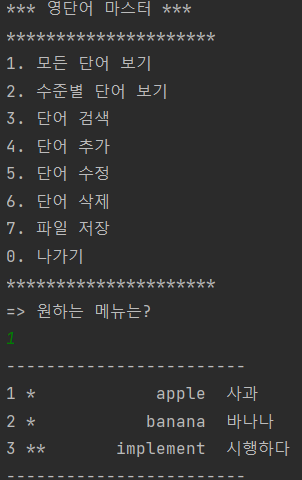 *** 영단어 마스터 ***
*********************
1. 모든 단어 보기
2. 수준별 단어 보기
3. 단어 검색
4. 단어 추가
5. 단어 수정
6. 단어 삭제
7. 파일 저장
0. 나가기
*********************
=> 원하는 메뉴는?
1
------------------------
1 * apple 사과
2 * banana 바나나
3 ** implement 시행하다
------------------------